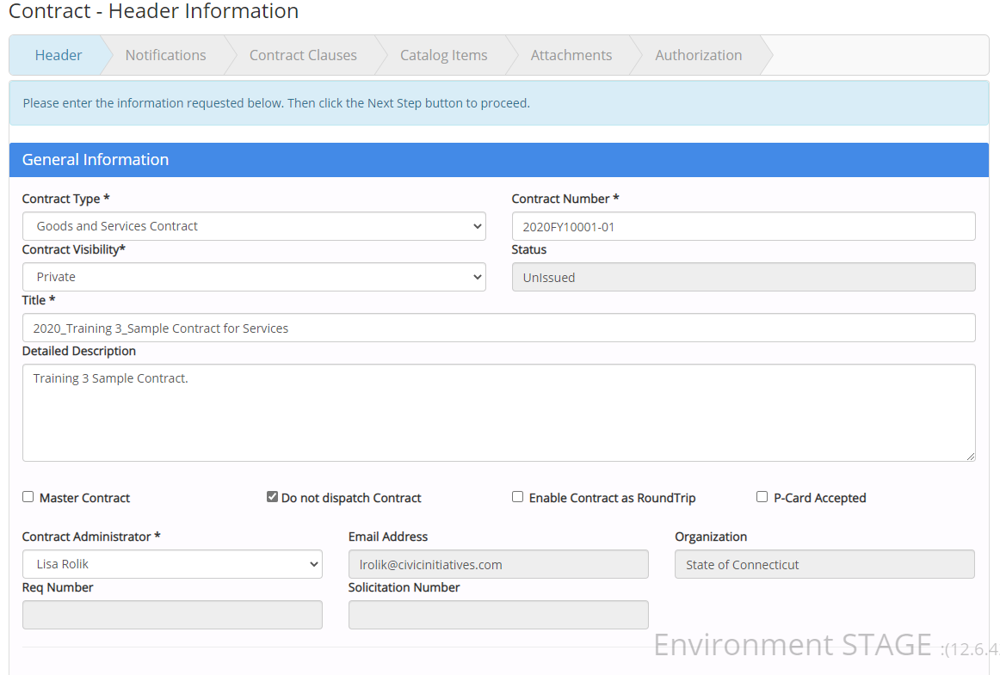 Contract - Header Information
Header Notifications Contract Clauses Catalog Items Attachments Authorization
Please enter the information requested below. Then click the Next Step button to proceed.
General Information
Contract Type * Contract Number *
Goods and Services Contract 2020FY10001-01
Contract Visibility* Status
Private UnIssued
Title *
2020_Training 3_Sample Contract for Services
Detailed Description
Training 3 Sample Contract.
Master Contract Do not dispatch Contract Enable Contract as RoundTrip P-Card Accepted
Contract Administrator * Email Address Organization
Lisa Rolik lrolik@civicinitiatives.com State of Connecticut
Req Number Solicitation Number
Environment STAGE :(12.6.4